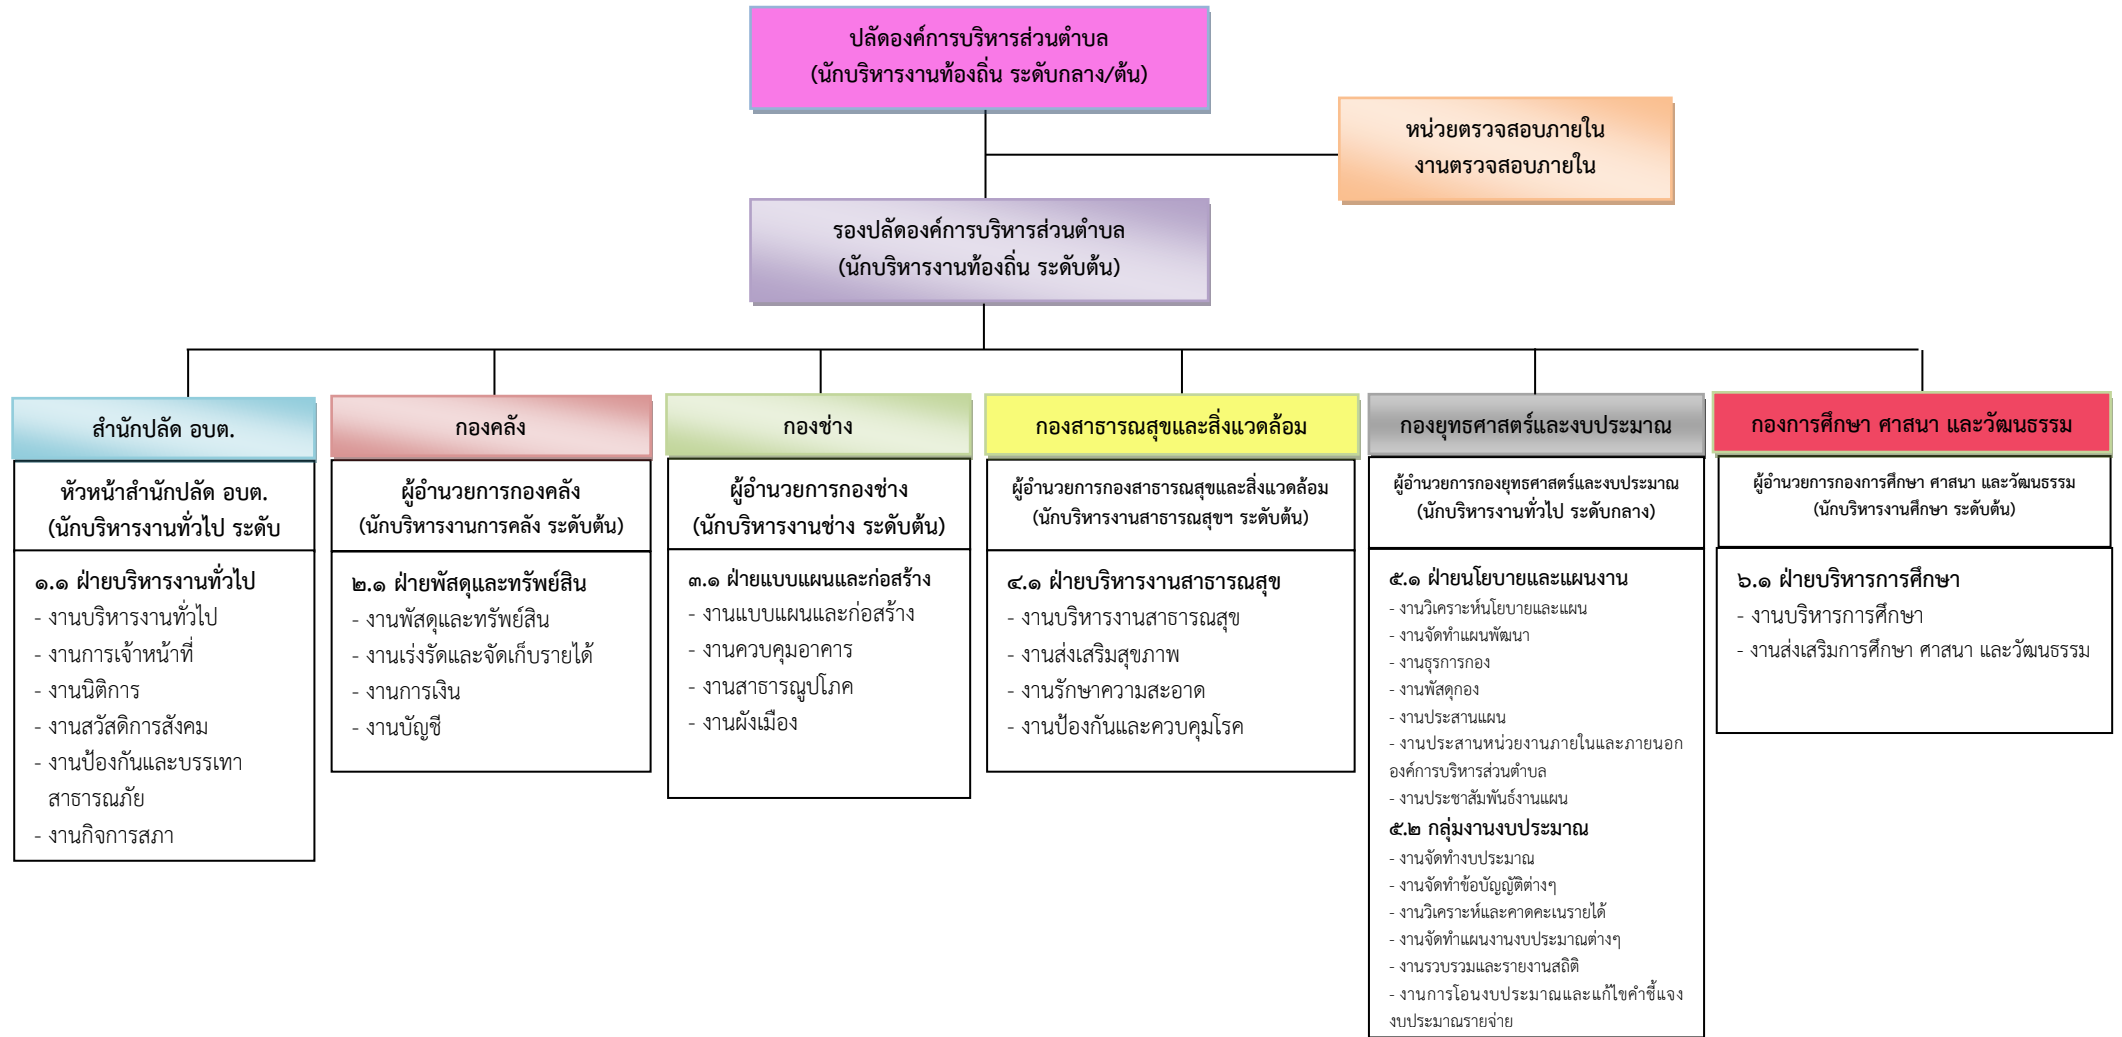 ปลัดองค์การบริหารส่วนตำบล
(นักบริหารงานท้องถิ่น ระดับกลาง/ต้น)
หน่วยตรวจสอบภายใน
งานตรวจสอบภายใน
รองปลัดองค์การบริหารส่วนตำบล
(นักบริหารงานท้องถิ่น ระดับต้น)
สำนักปลัด อบต.
หัวหน้าสำนักปลัด อบต.
(นักบริหารงานทั่วไป ระดับ
๑.๑ ฝ่ายบริหารงานทั่วไป
- งานบริหารงานทั่วไป
- งานการเจ้าหน้าที่
- งานนิติการ
- งานสวัสดิการสังคม
- งานป้องกันและบรรเทา
สาธารณภัย
- งานกิจการสภา
กองคลัง
ผู้อำนวยการกองคลัง
(นักบริหารงานการคลัง ระดับต้น)
๒.๑ ฝ่ายพัสดุและทรัพย์สิน
- งานพัสดุและทรัพย์สิน
- งานเร่งรัดและจัดเก็บรายได้
- งานการเงิน
- งานบัญชี
กองช่าง
ผู้อำนวยการกองช่าง
(นักบริหารงานช่าง ระดับต้น)
๓.๑ ฝ่ายแบบแผนและก่อสร้าง
- งานแบบแผนและก่อสร้าง
- งานควบคุมอาคาร
- งานสาธารณูปโภค
- งานผังเมือง
กองสาธารณสุขและสิ่งแวดล้อม
ผู้อำนวยการกองสาธารณสุขและสิ่งแวดล้อม
(นักบริหารงานสาธารณสุขฯ ระดับต้น)
๔.๑ ฝ่ายบริหารงานสาธารณสุข
- งานบริหารงานสาธารณสุข
- งานส่งเสริมสุขภาพ
- งานรักษาความสะอาด
- งานป้องกันและควบคุมโรค
กองยุทธศาสตร์และงบประมาณ
ผู้อำนวยการกองยุทธศาสตร์และงบประมาณ
(นักบริหารงานทั่วไป ระดับกลาง)
๕.๑ ฝ่ายนโยบายและแผนงาน
- งานวิเคราะห์นโยบายและแผน
- งานจัดทำแผนพัฒนา
- งานธุรการกอง
- งานพัสดุกอง
- งานประสานแผน
- งานประสานหน่วยงานภายในและภายนอก
องค์การบริหารส่วนตำบล
- งานประชาสัมพันธ์งานแผน
๕.๒ กลุ่มงานงบประมาณ
- งานจัดทำงบประมาณ
- งานจัดทำข้อบัญญัติต่างๆ
- งานวิเคราะห์และคาดคะเนรายได้
- งานจัดทำแผนงานงบประมาณต่างๆ
- งานรวบรวมและรายงานสถิติ
- งานการโอนงบประมาณและแก้ไขคำชี้แจง
งบประมาณรายจ่าย
กองการศึกษา ศาสนา และวัฒนธรรม
ผู้อำนวยการกองการศึกษา ศาสนา และวัฒนธรรม
(นักบริหารงานศึกษา ระดับต้น)
๖.๑ ฝ่ายบริหารการศึกษา
- งานบริหารการศึกษา
- งานส่งเสริมการศึกษา ศาสนา และวัฒนธรรม